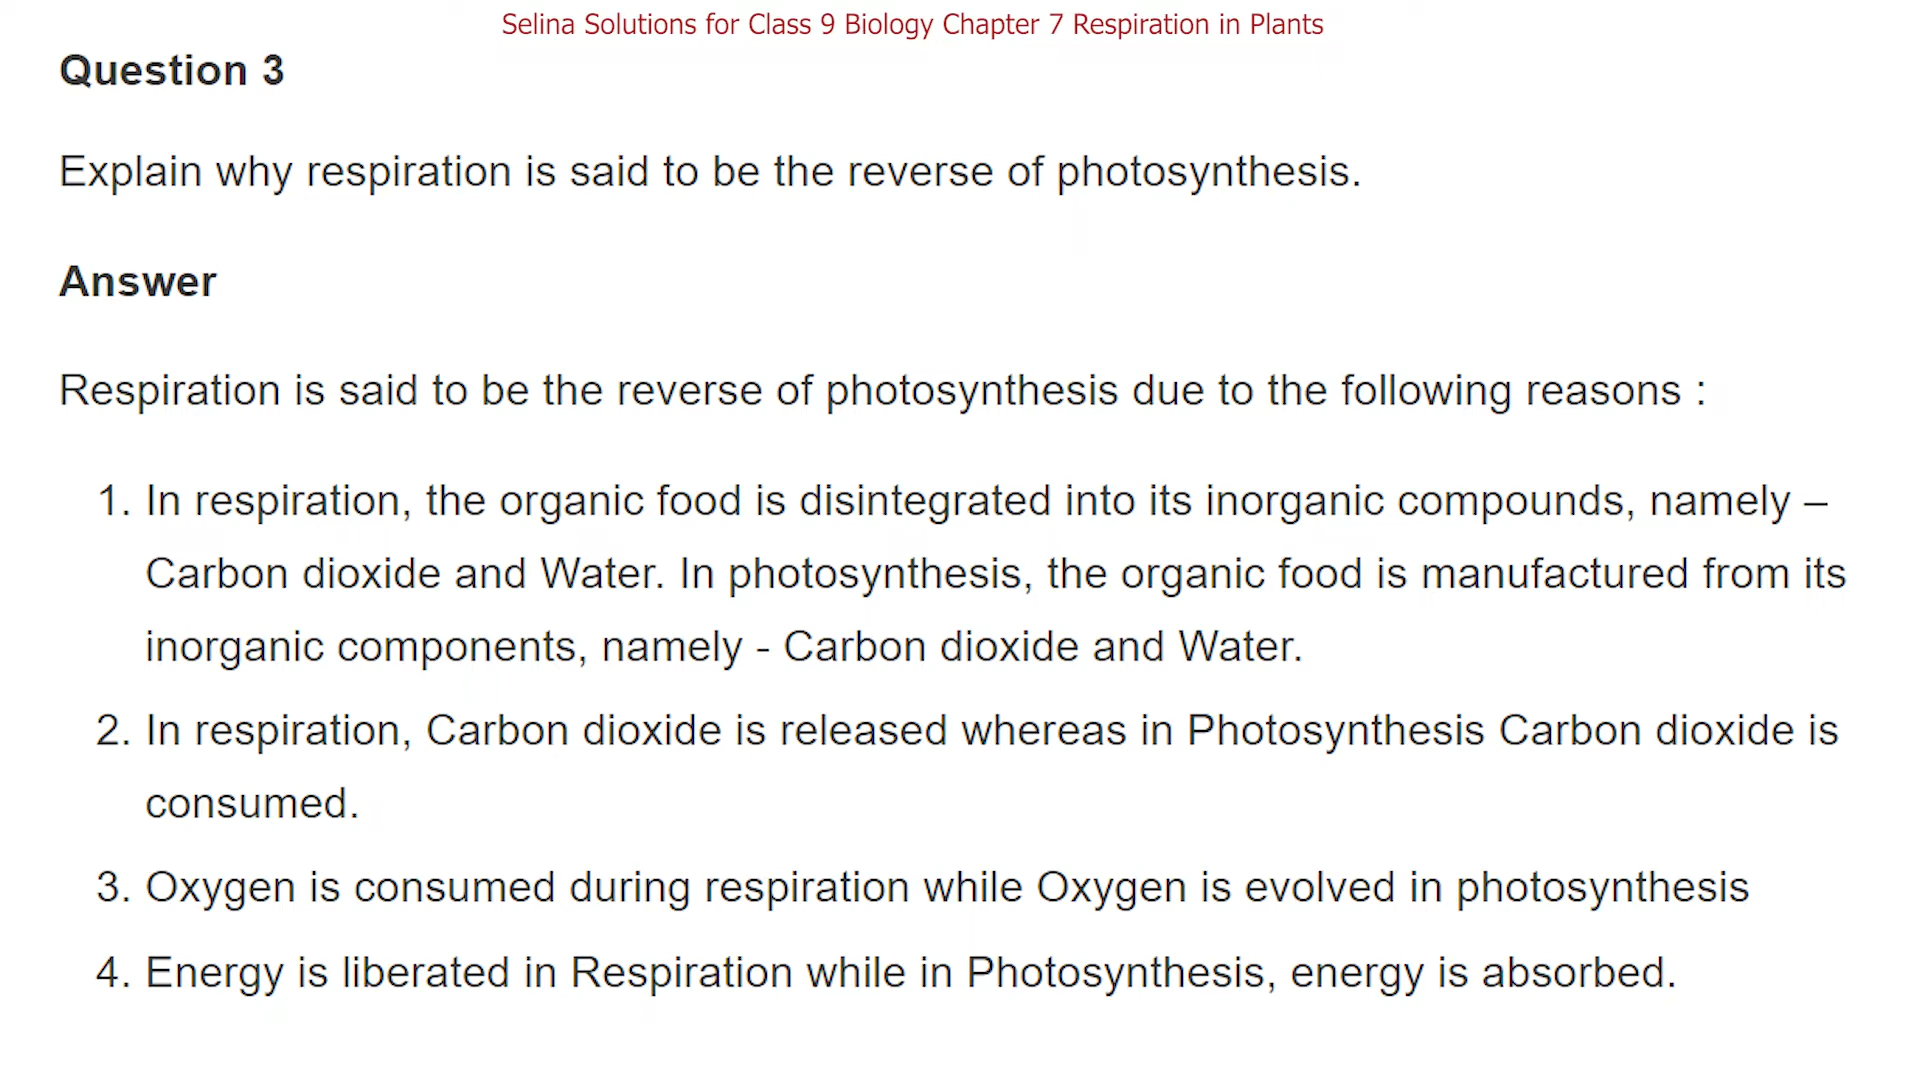 Selina Solutions for Class 9 Biology Chapter 7 Respiration in Plants
Question 3
Explain why respiration is said to be the reverse of photosynthesis.
Answer
Respiration is said to be the reverse of photosynthesis due to the following reasons :
1. In respiration, the organic food is disintegrated into its inorganic compounds, namely –
Carbon dioxide and Water. In photosynthesis, the organic food is manufactured from its
inorganic components, namely - Carbon dioxide and Water.
2. In respiration, Carbon dioxide is released whereas in Photosynthesis Carbon dioxide is
consumed.
3. Oxygen is consumed during respiration while Oxygen is evolved in photosynthesis
4. Energy is liberated in Respiration while in Photosynthesis, energy is absorbed.